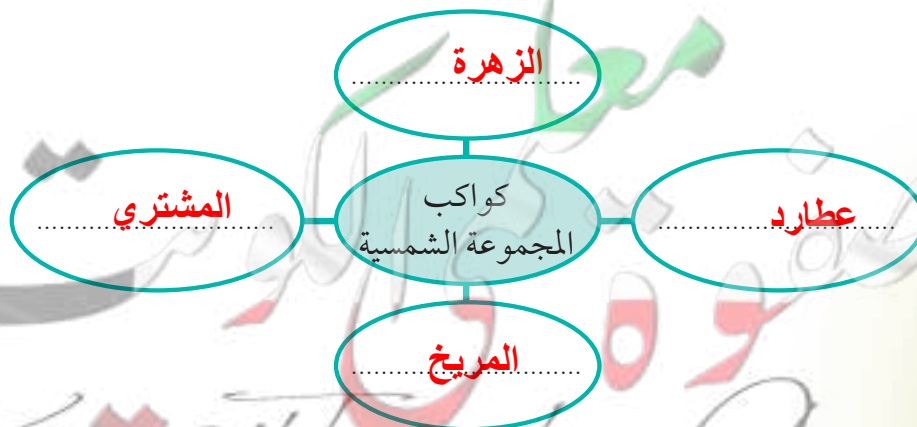 الزهرة
عطارد
كواكب
المجموعة الشمسية
المشتري
المريخ